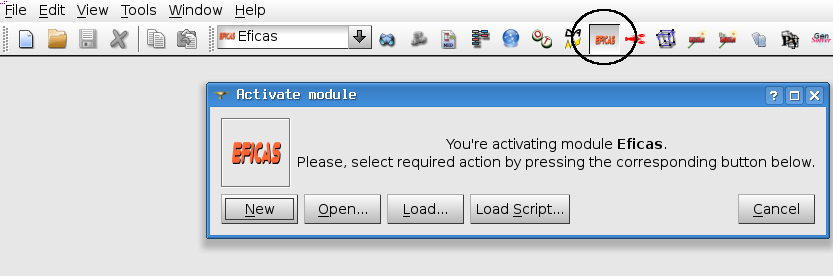 File Edit View Tools Window Help
EFICAS Eficas EFICAS
Activate module
EFICAS
You're activating module Eficas.
Please, select required action by pressing the corresponding button below.
New Open... Load... Load Script... Cancel